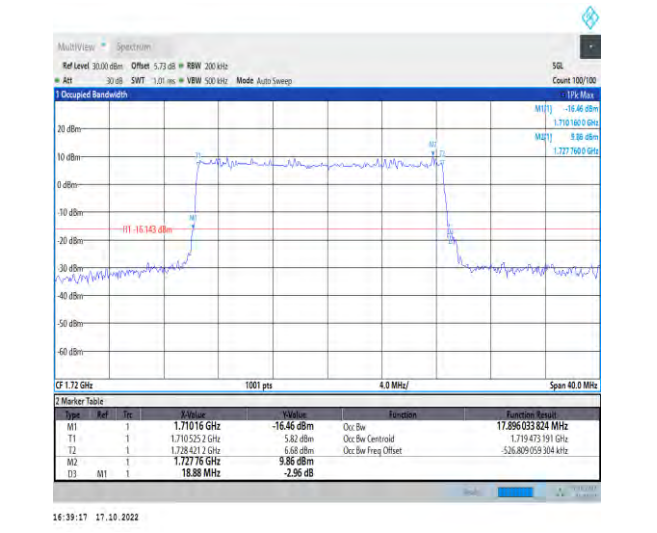 MultiView Spectrum
Ref Level 30.00 dBm Offset 5.73 dB RBW 200 kHz SGL
Att 30 dB SWT 1.01 ms VBW 500 kHz Mode Auto Sweep Count 100/100
1 Occupied Bandwidth 1Pk Max
M1[1] -16.46 dBm
1.710 160 0 GHz
M2[1] 9.86 dBm
1.727 760 0 GHz
20 dBm
M2
T1 T2
10 dBm
0 dBm
-10 dBm
M1
H1 -16.143 dBm
-20 dBm
-30 dBm
-40 dBm
-50 dBm
-60 dBm
CF 1.72 GHz 1001 pts 4.0 MHz/ Span 40.0 MHz
2 Marker Table
Type Ref Trc X-Value Y-Value Function Function Result
M1 1 1.71016 GHz -16.46 dBm Occ Bw 17.896 033 824 MHz
T1 1 1.710 525 2 GHz 5.82 dBm Occ Bw Centroid 1.719 473 191 GHz
T2 1 1.728 421 2 GHz 6.68 dBm Occ Bw Freq Offset -526.809 059 304 kHz
M2 1 1.72776 GHz 9.86 dBm
D3 M1 1 18.88 MHz -2.96 dB
16:39:17 17.10.2022